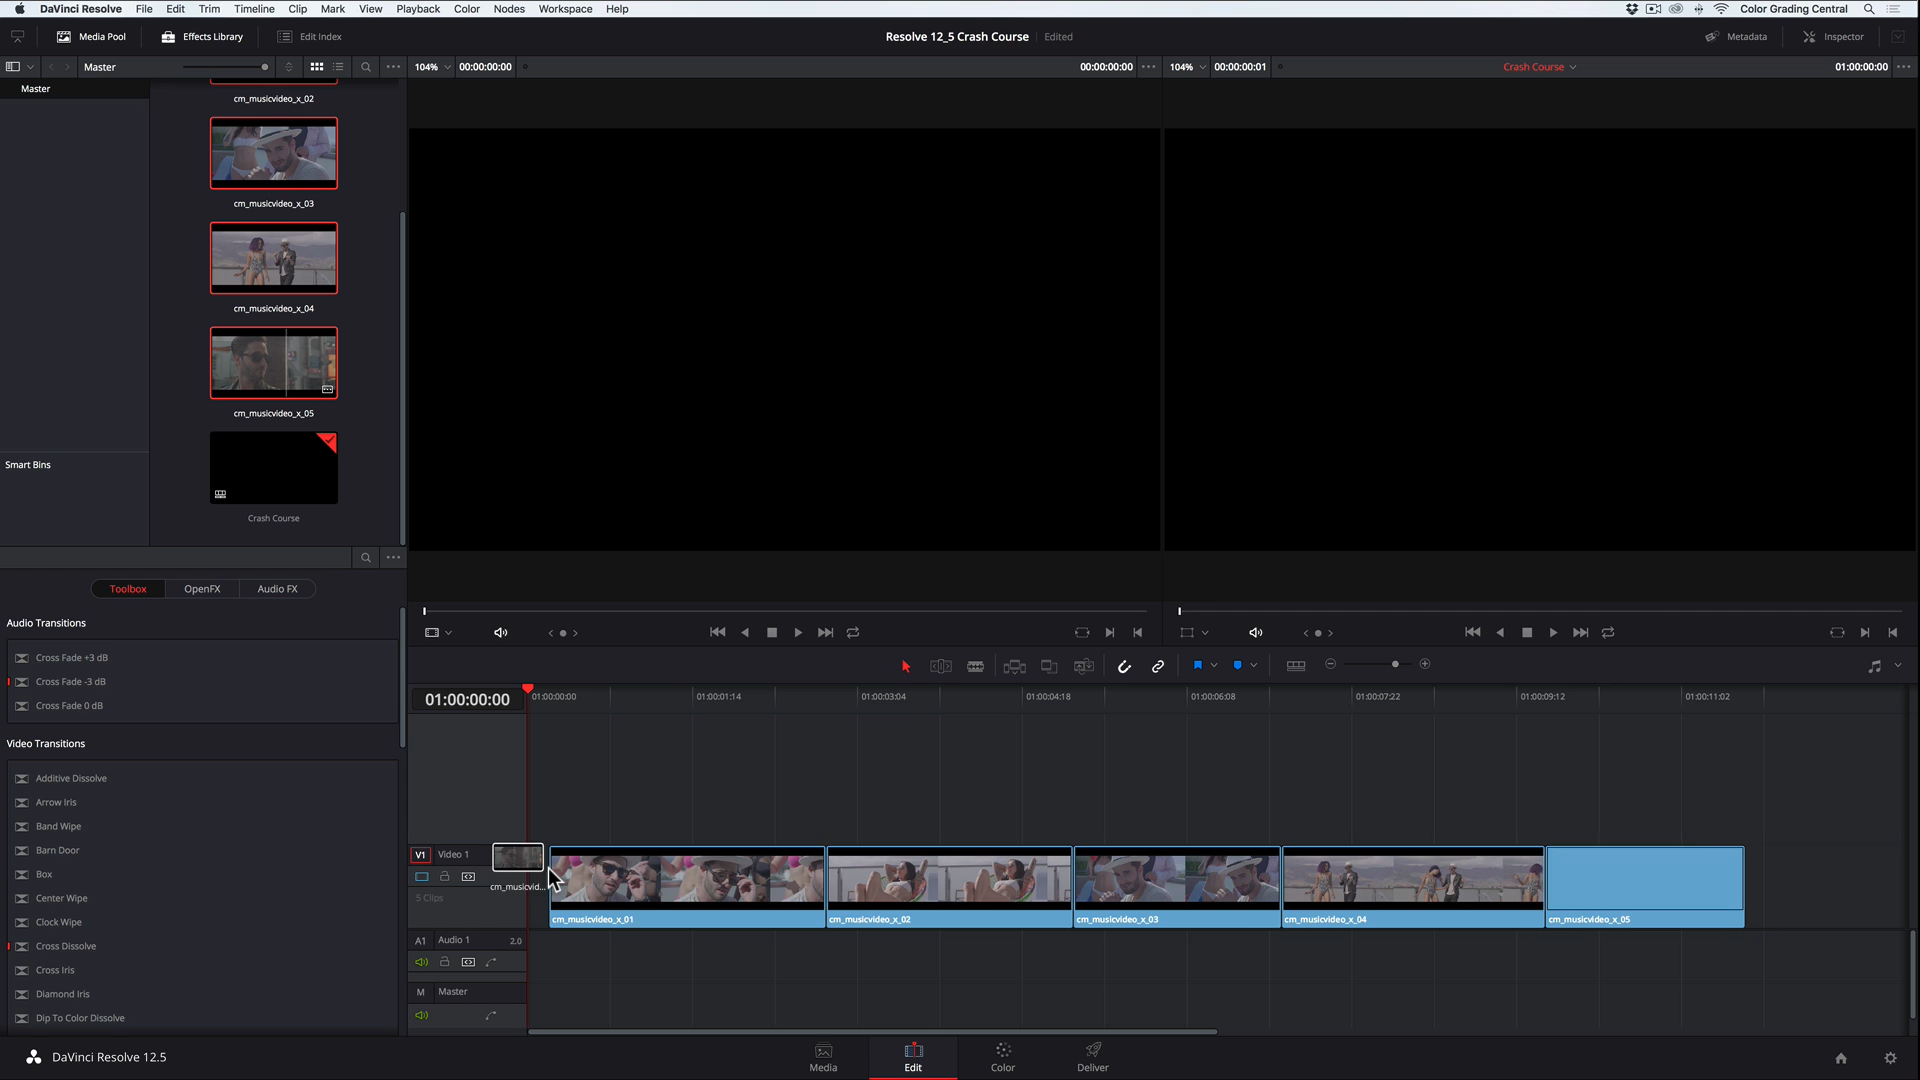 DaVinci Resolve File Edit Trim Timeline Clip Mark View Playback Color Nodes Workspace Help Color Grading Central
Media Pool Effects Library Edit Index Resolve 12_5 Crash Course Edited Metadata Inspector
Master 104% 00:00:00:00 00:00:00:00 104% 00:00:00:01 Crash Course 01:00:00:00
Master
cm_musicvideo_x_02
cm_musicvideo_x_03
cm_musicvideo_x_04
cm_musicvideo_x_05
Smart Bins
Crash Course
Toolbox OpenFX Audio FX
Audio Transitions
Cross Fade +3 dB
Cross Fade -3 dB
Cross Fade 0 dB
Video Transitions
Additive Dissolve
Arrow Iris
Band Wipe
Barn Door
Box
Center Wipe
Clock Wipe
Cross Dissolve
Cross Iris
Diamond Iris
Dip To Color Dissolve
01:00:00:00 01:00:00:00 01:00:01:14 01:00:03:04 01:00:04:18 01:00:06:08 01:00:07:22 01:00:09:12 01:00:11:02
V1 Video 1
cm_musicvid...
5 Clips
cm_musicvideo_x_01 cm_musicvideo_x_02 cm_musicvideo_x_03 cm_musicvideo_x_04 cm_musicvideo_x_05
A1 Audio 1 2.0
M Master
DaVinci Resolve 12.5
Media Edit Color Deliver